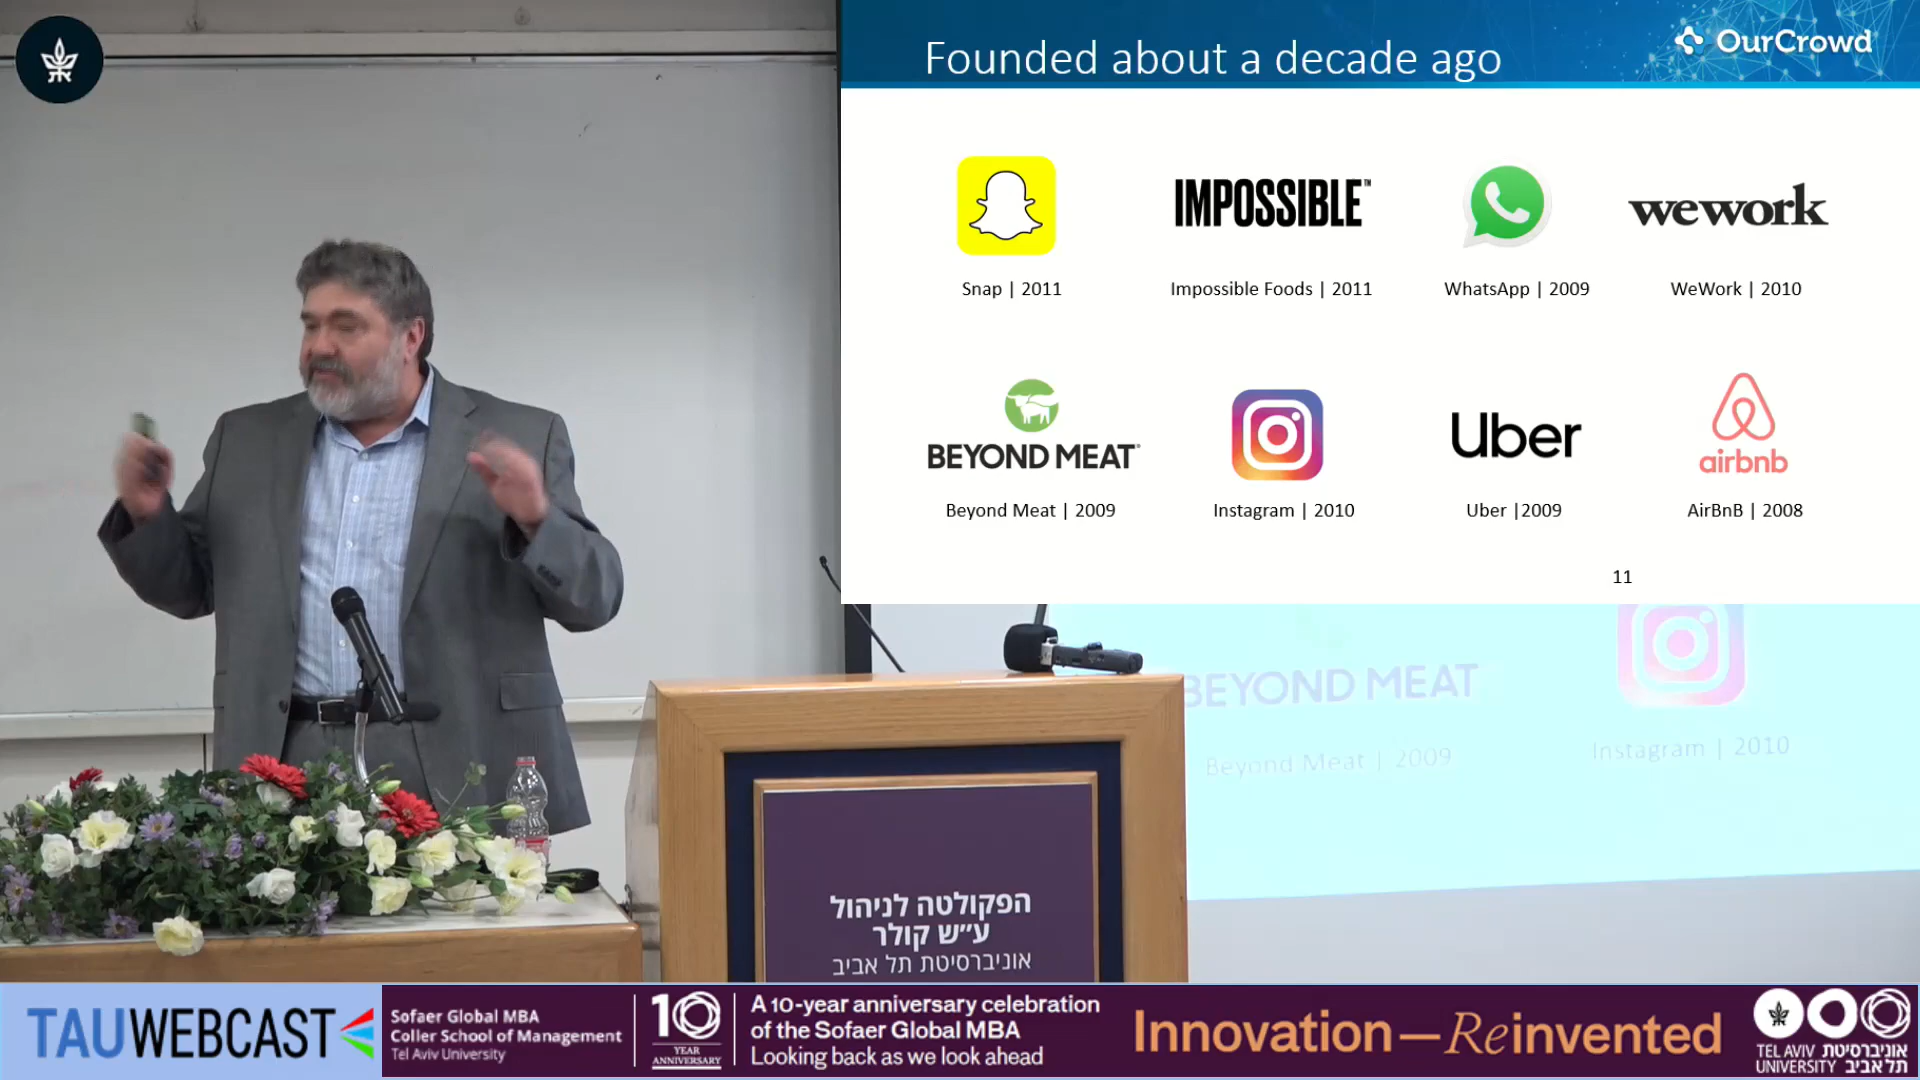 Founded about a decade ago
OurCrowd
IMPOSSIBLE™
wework
Snap | 2011
Impossible Foods | 2011
WhatsApp | 2009
WeWork | 2010
BEYOND MEAT
Uber
airbnb
Beyond Meat | 2009
Instagram | 2010
Uber |2009
AirBnB | 2008
11
BEYOND MEAT
Beyond Meat | 2009
Instagram | 2010
הפקולטה לניהול
ע״ש קולר
אוניברסיטת תל אביב
TAUWEBCAST
Sofaer Global MBA
Coller School of Management
Tel Aviv University
10
YEAR
ANNIVERSARY
A 10-year anniversary celebration
of the Sofaer Global MBA
Looking back as we look ahead
Innovation—Reinvented
TEL AVIV אוניברסיטת
UNIVERSITY תל אביב